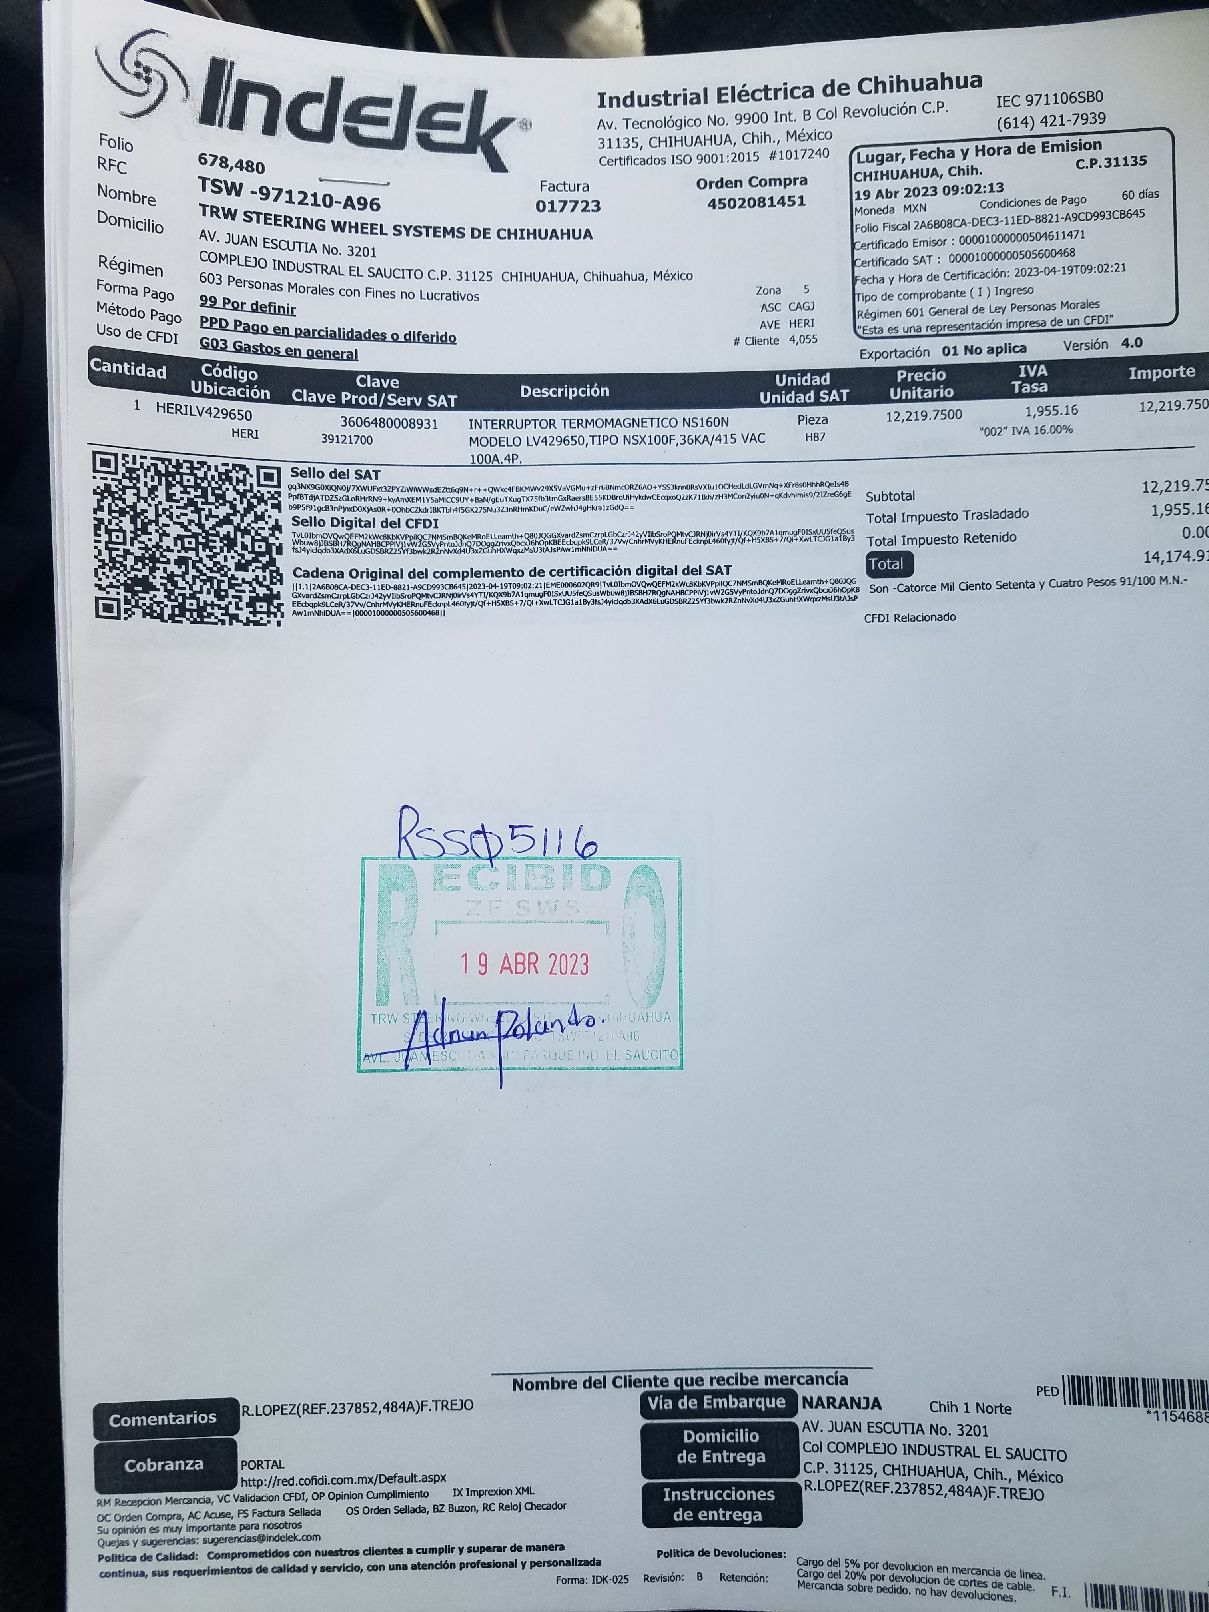 Indelek
Industrial Eléctrica de Chihuahua
Av. Tecnológico No. 9900 Int. B Col Revolución C.P.
31135, CHIHUAHUA, Chih., México
Certificados ISO 9001:2015 #1017240
IEC 971106SB0
(614) 421-7939
Folio 678,480
RFC TSW -971210-A96
Factura
017723
Orden Compra
4502081451
Nombre TRW STEERING WHEEL SYSTEMS DE CHIHUAHUA
Domicilio AV. JUAN ESCUTIA No. 3201
COMPLEJO INDUSTRAL EL SAUCITO C.P. 31125 CHIHUAHUA, Chihuahua, México
Régimen 603 Personas Morales con Fines no Lucrativos
Forma Pago 99 Por definir
Método Pago PPD Pago en parcialidades o diferido
Uso de CFDI G03 Gastos en general
Zona 5
ASC CAGJ
AVE HERI
# Cliente 4,055
Lugar, Fecha y Hora de Emision
CHIHUAHUA, Chih. C.P.31135
19 Abr 2023 09:02:13
Moneda MXN Condiciones de Pago 60 días
Folio Fiscal 2A6B08CA-DEC3-11ED-8821-A9CD993CB645
Certificado Emisor : 00001000000504611471
Certificado SAT : 00001000000505600468
Fecha y Hora de Certificación: 2023-04-19T09:02:21
Tipo de comprobante ( I ) Ingreso
Régimen 601 General de Ley Personas Morales
"Esta es una representación impresa de un CFDI"
Exportación 01 No aplica Versión 4.0
Cantidad Código Ubicación Clave Clave Prod/Serv SAT Descripción Unidad Unidad SAT Precio Unitario IVA Tasa Importe
1 HERILV429650 3606480008931 INTERRUPTOR TERMOMAGNETICO NS160N Pieza 12,219.7500 1,955.16 12,219.750
HERI 39121700 MODELO LV429650,TIPO NSX100F,36KA/415 VAC HB7 "002" IVA 16.00%
100A.4P.
Sello del SAT
Sello Digital del CFDI
Cadena Original del complemento de certificación digital del SAT
Subtotal 12,219.75
Total Impuesto Trasladado 1,955.16
Total Impuesto Retenido 0.00
Total 14,174.91
Son -Catorce Mil Ciento Setenta y Cuatro Pesos 91/100 M.N.-
CFDI Relacionado
RSS05116
RECIBIDO
ZF SWS
19 ABR 2023
Nombre del Cliente que recibe mercancía
Comentarios R.LOPEZ(REF.237852,484A)F.TREJO
Cobranza PORTAL
http://red.cofidi.com.mx/Default.aspx
RM Recepcion Mercancia, VC Validacion CFDI, OP Opinion Cumplimiento IX Imprexion XML
OC Orden Compra, AC Acuse, FS Factura Sellada OS Orden Sellada, BZ Buzon, RC Reloj Checador
Su opinión es muy importante para nosotros
Quejas y sugerencias: sugerencias@indelek.com
Politica de Calidad: Comprometidos con nuestros clientes a cumplir y superar de manera
continua, sus requerimientos de calidad y servicio, con una atención profesional y personalizada
Forma: IDK-025 Revisión: B Retención:
Vía de Embarque NARANJA Chih 1 Norte
Domicilio de Entrega AV. JUAN ESCUTIA No. 3201
Col COMPLEJO INDUSTRAL EL SAUCITO
C.P. 31125, CHIHUAHUA, Chih., México
Instrucciones de entrega R.LOPEZ(REF.237852,484A)F.TREJO
PED
*1154688
Politica de Devoluciones: Cargo del 5% por devolucion en mercancia de linea.
Cargo del 20% por devolucion de cortes de cable.
Mercancia sobre pedido, no hay devoluciones.
F.I.